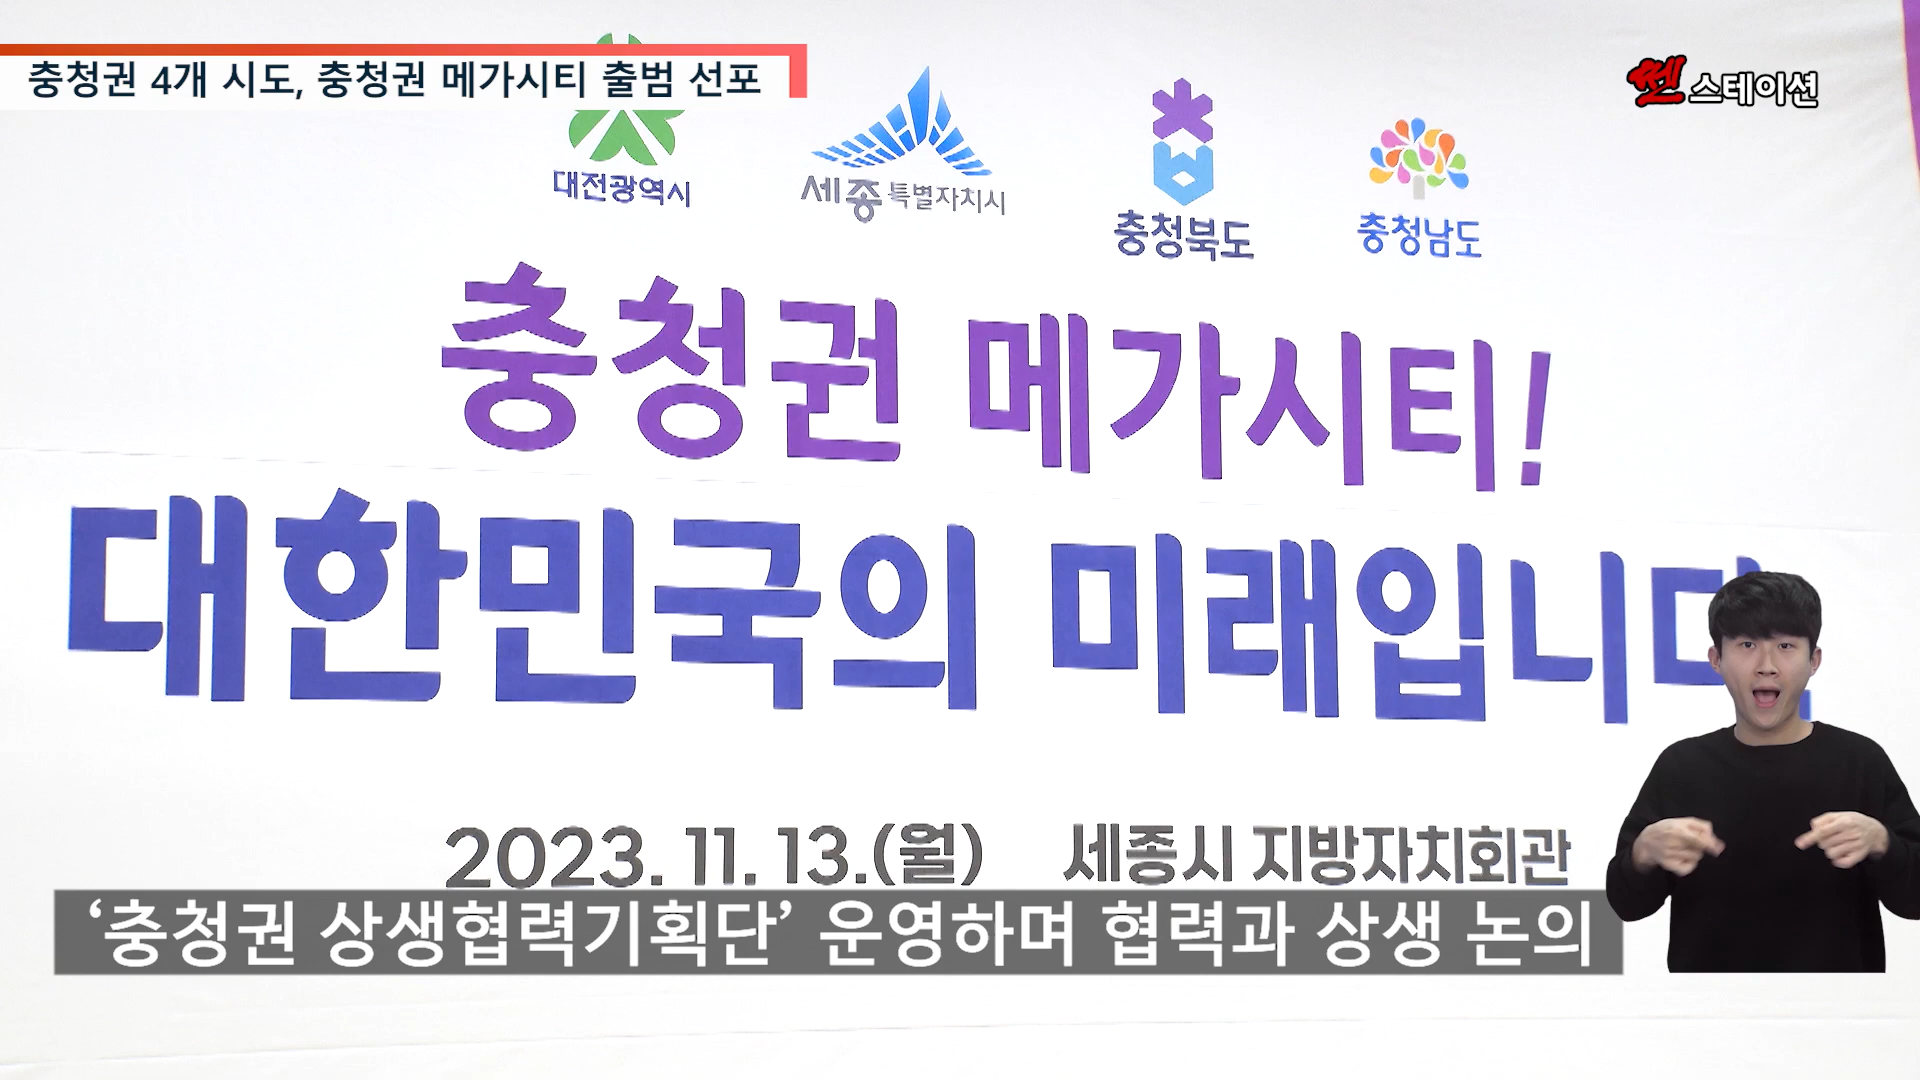 충청권 4개 시도, 충청권 메가시티 출범 선포
쎈 스테이션
대전광역시
세종특별자치시
충청북도
충청남도
충청권 메가시티!
대한민국의 미래입니다
2023. 11. 13.(월) 세종시 지방자치회관
‘충청권 상생협력기획단’ 운영하며 협력과 상생 논의